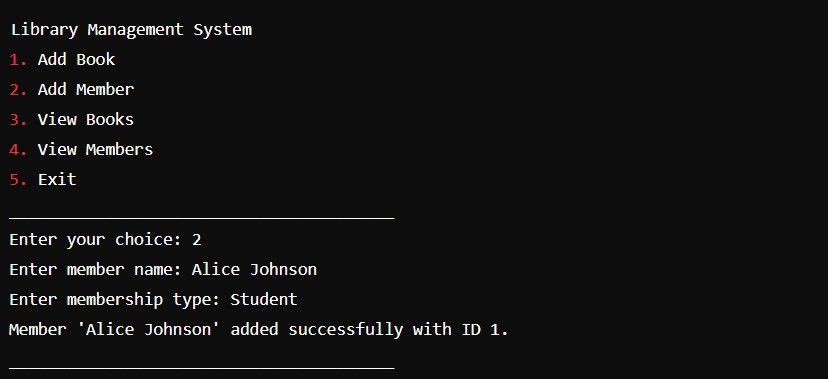 Library Management System
1. Add Book
2. Add Member
3. View Books
4. View Members
5. Exit
Enter your choice: 2
Enter member name: Alice Johnson
Enter membership type: Student
Member 'Alice Johnson' added successfully with ID 1.